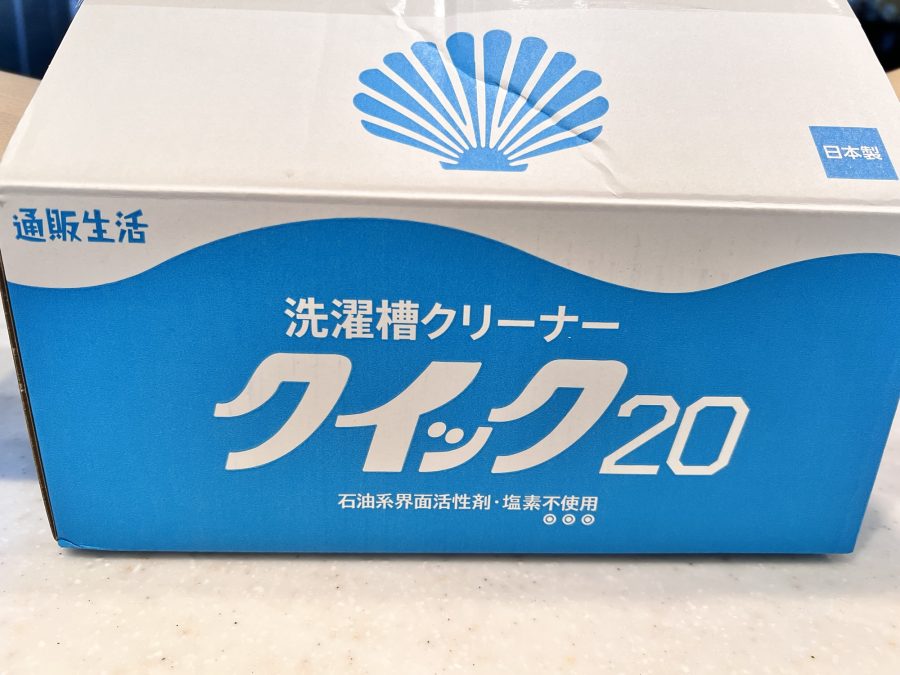 日本製
通販生活
洗濯槽クリーナー
クイック20
石油系界面活性剤・塩素不使用